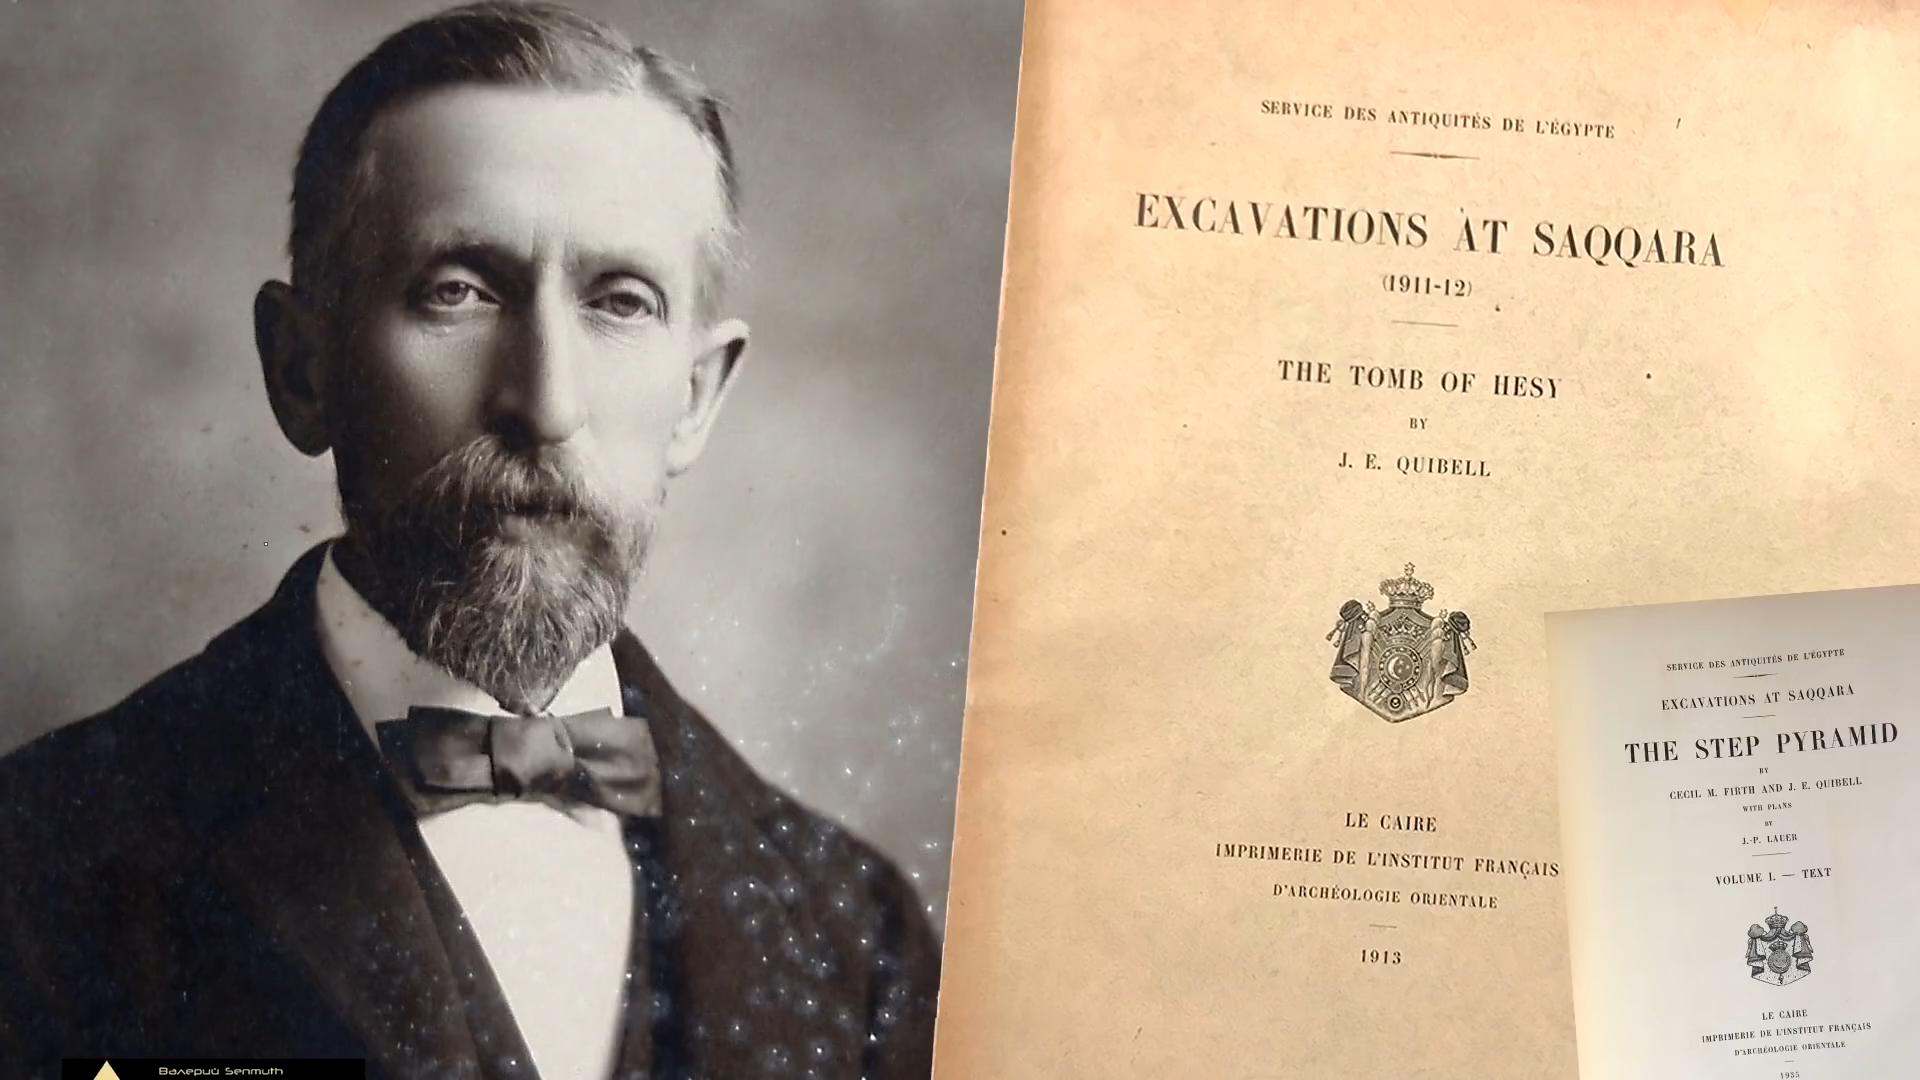 SERVICE DES ANTIQUITÉS DE L'ÉGYPTE
EXCAVATIONS AT SAQQARA
(1911-12)
THE TOMB OF HESY
BY
J. E. QUIBELL
LE CAIRE
IMPRIMERIE DE L'INSTITUT FRANÇAIS
D'ARCHÉOLOGIE ORIENTALE
1913
SERVICE DES ANTIQUITÉS DE L'ÉGYPTE
EXCAVATIONS AT SAQQARA
THE STEP PYRAMID
BY
CECIL M. FIRTH AND J. E. QUIBELL
WITH PLANS
BY
J.-P. LAUER
VOLUME I. — TEXT
LE CAIRE
IMPRIMERIE DE L'INSTITUT FRANÇAIS
D'ARCHÉOLOGIE ORIENTALE
1935
Валерий Senmuth